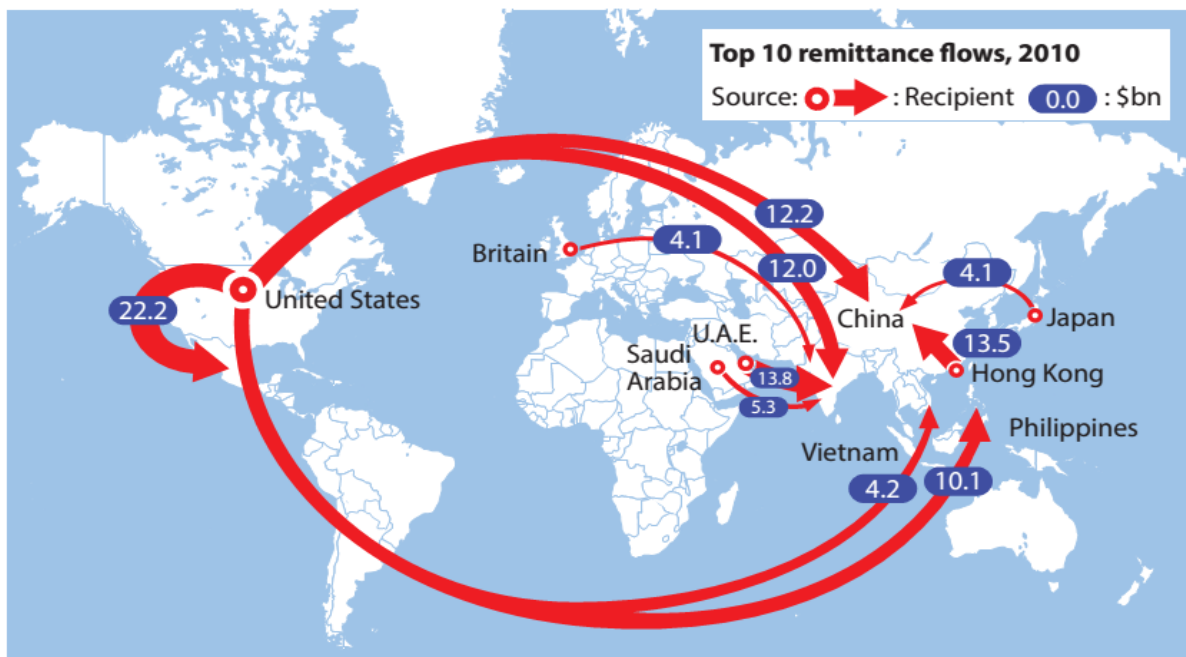 Top 10 remittance flows, 2010
Source: : Recipient 0.0 : $bn
12.2
Britain
4.1
12.0
4.1
22.2
United States
China
Japan
U.A.E.
13.5
Saudi
Arabia
13.8
Hong Kong
5.3
Philippines
Vietnam
4.2
10.1